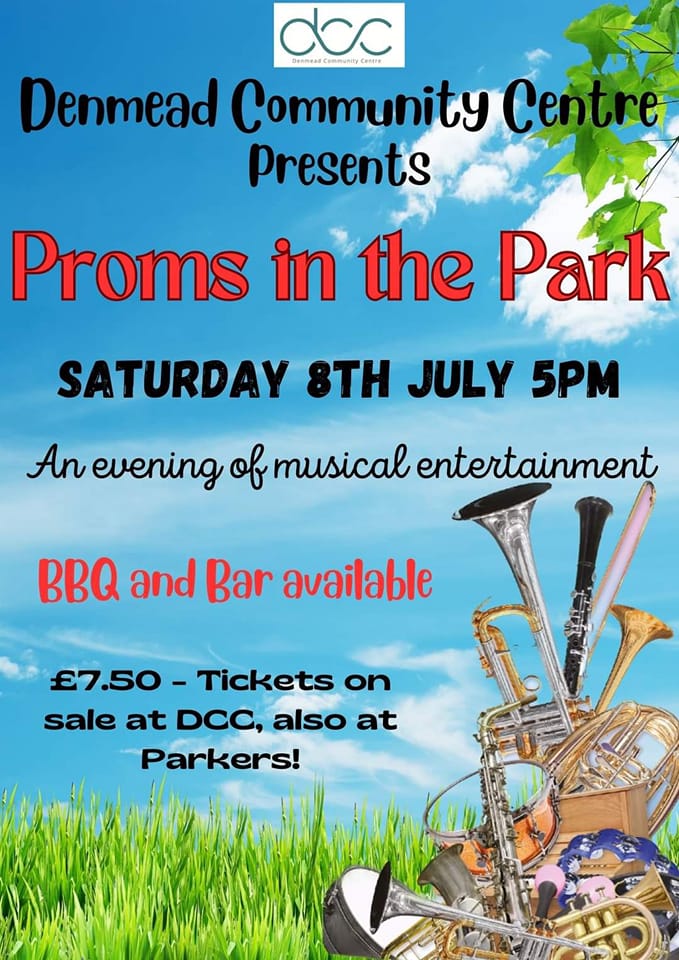 dcc
Denmead Community Centre
Denmead Community Centre
Presents
Proms in the Park
SATURDAY 8TH JULY 5PM
An evening of musical entertainment
BBQ and Bar available
£7.50 - Tickets on
sale at DCC, also at
Parkers!